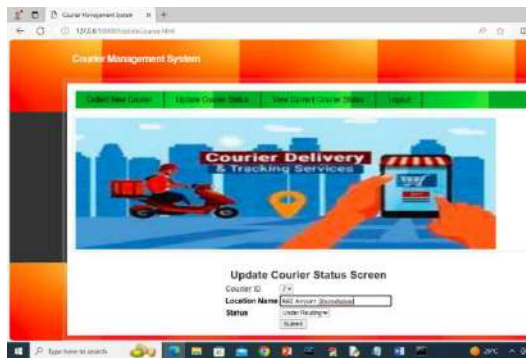 Courier Management System
Courier Management System
Collect New Courier Update Courier Status View Current Courier Status Logout
Courier Delivery
& Tracking Services
Update Courier Status Screen
Courier ID
Location Name Airport
Status Under Routing
Submit
Type here to search